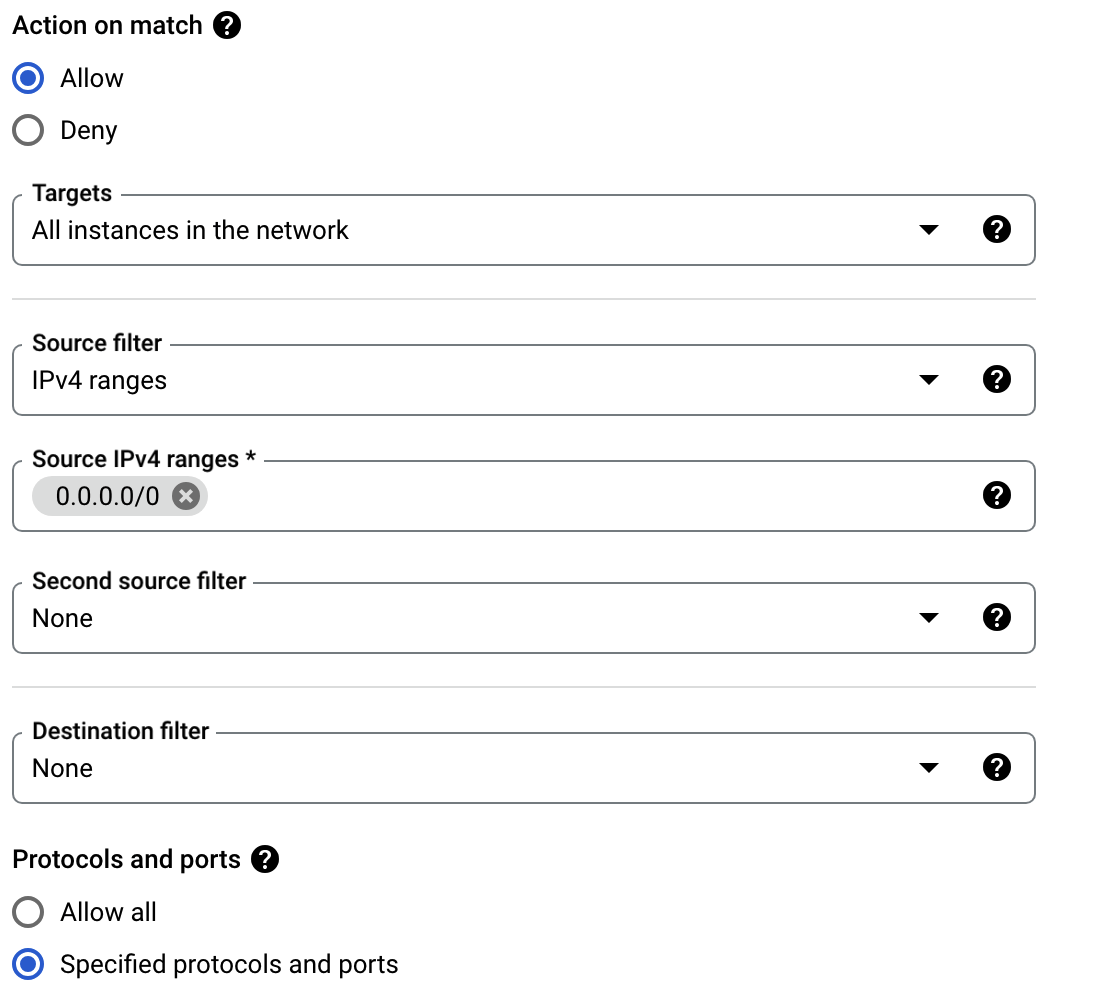 Action on match
Allow
Deny
Targets
All instances in the network
Source filter
IPv4 ranges
Source IPv4 ranges *
0.0.0.0/0
Second source filter
None
Destination filter
None
Protocols and ports
Allow all
Specified protocols and ports